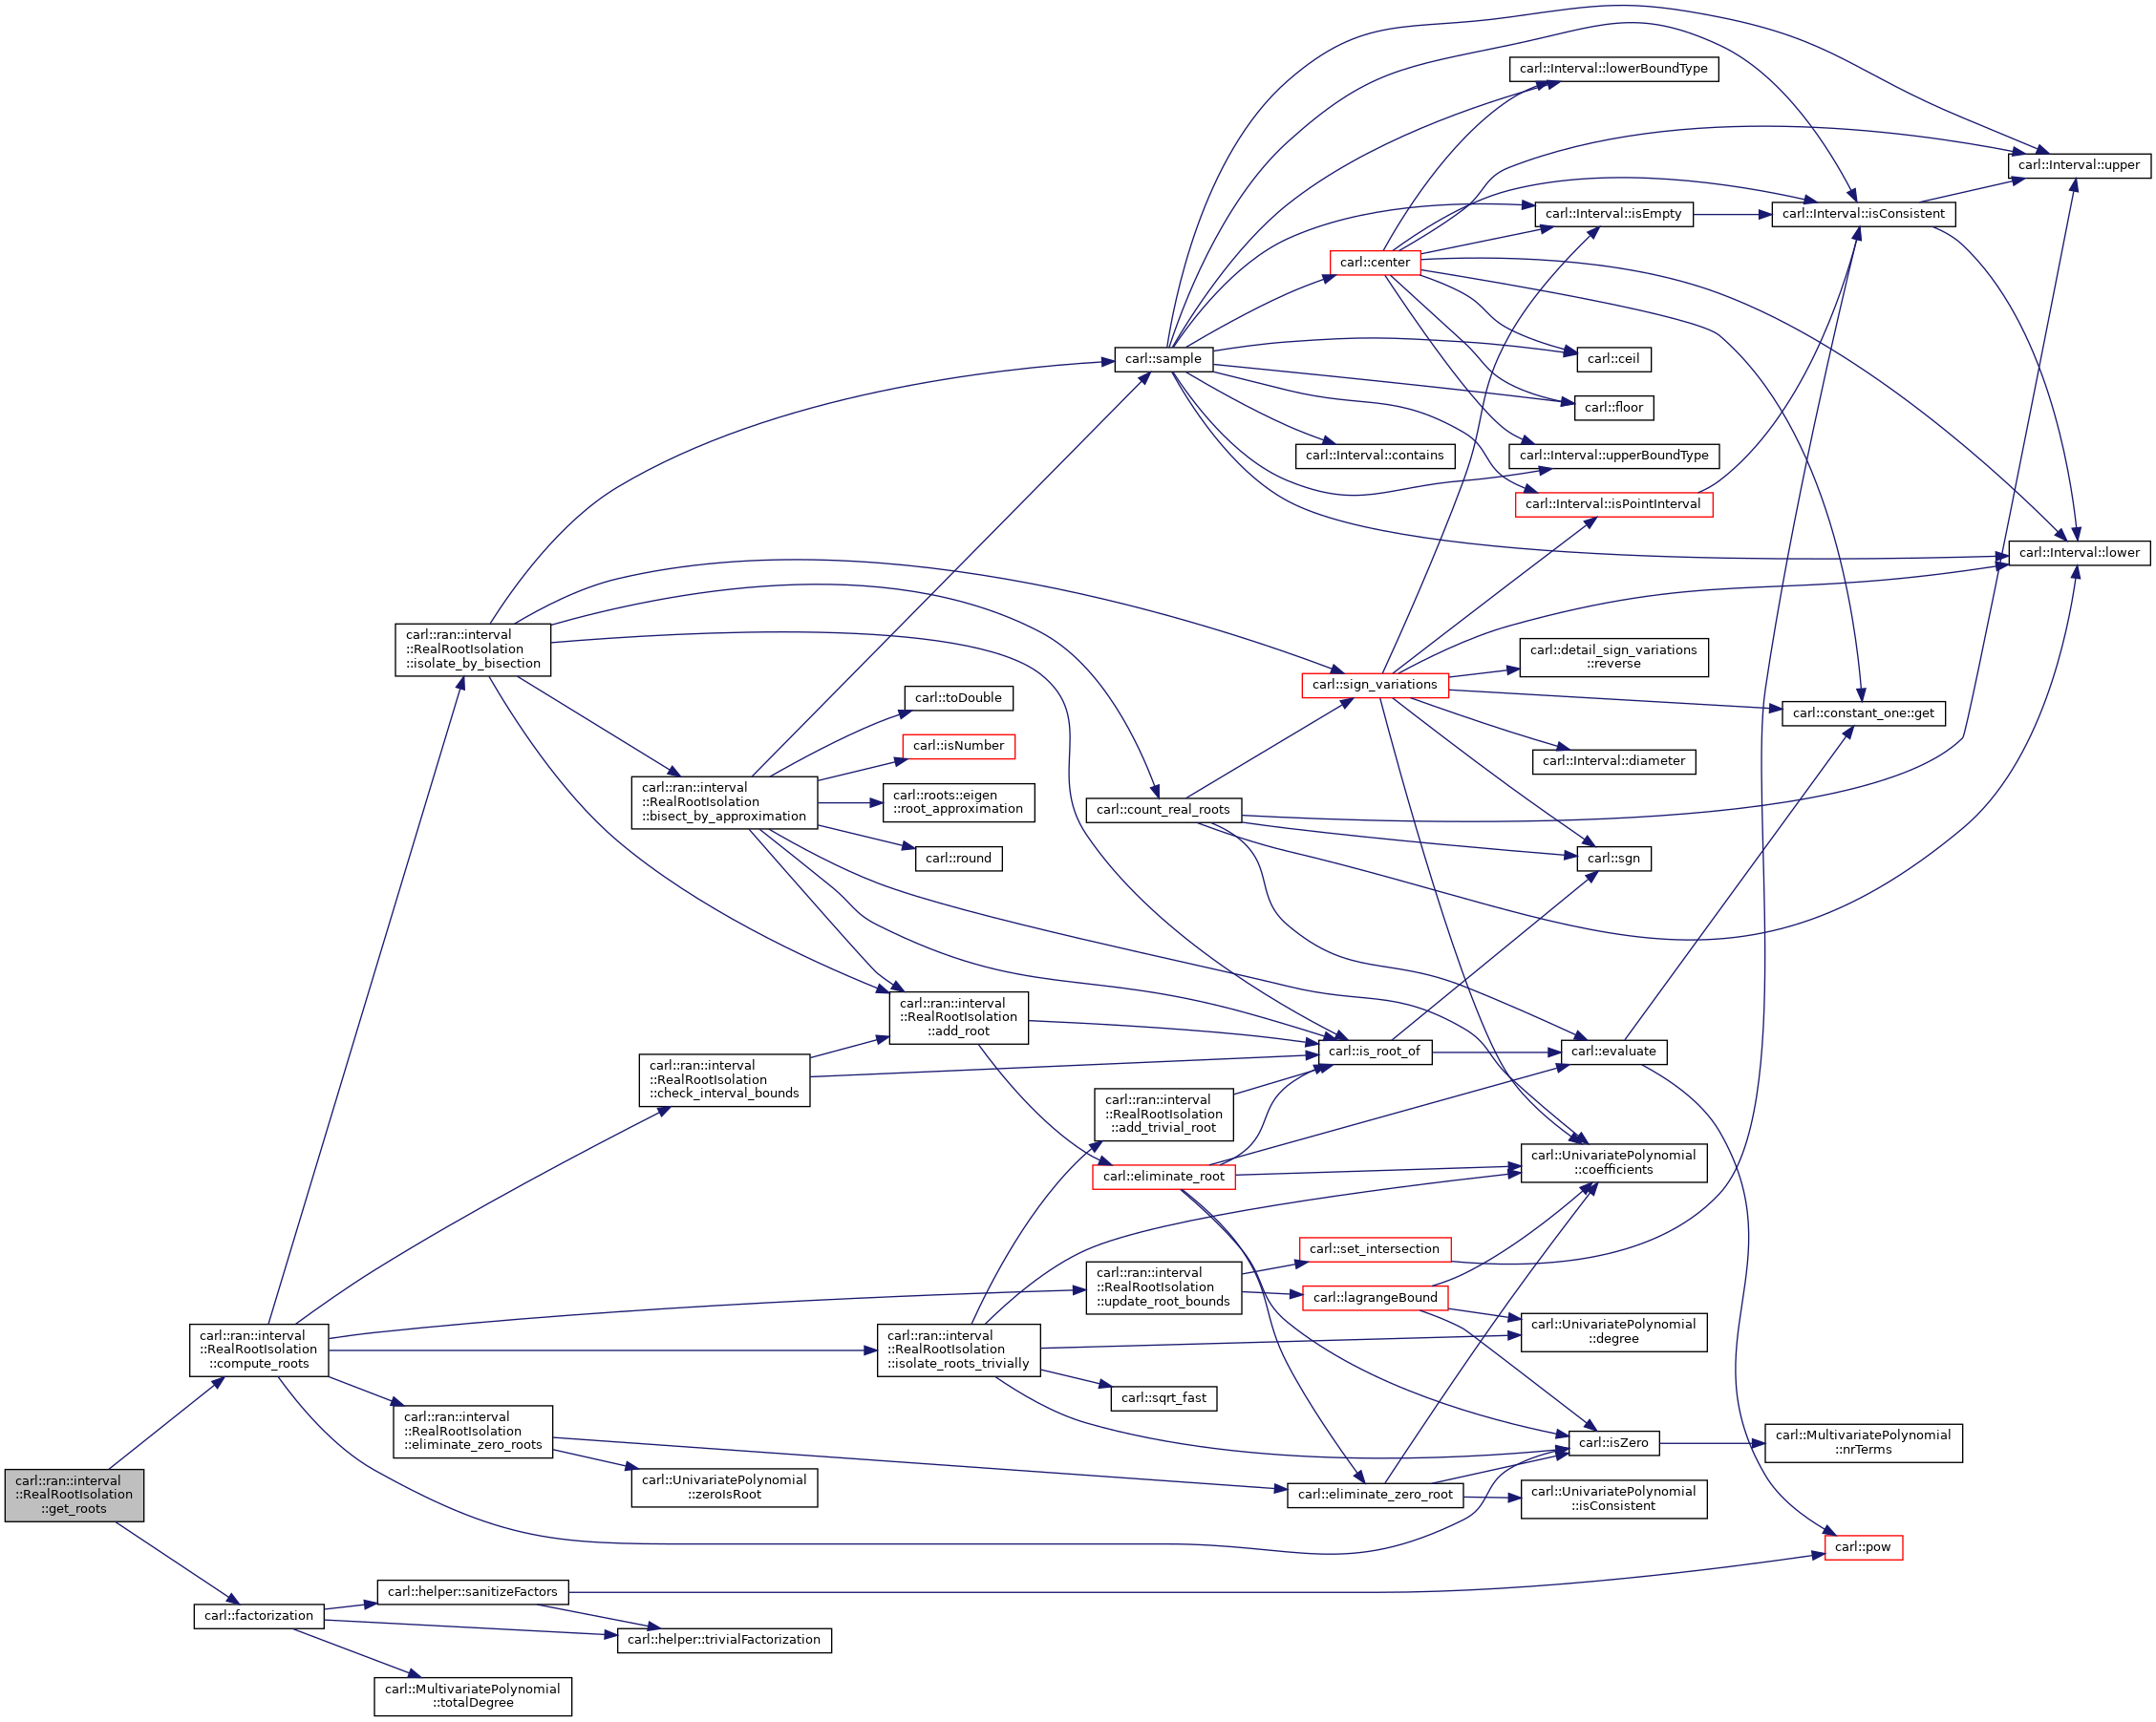 carl::ran::interval
::RealRootIsolation
::get_roots
carl::ran::interval
::RealRootIsolation
::compute_roots
carl::factorization
carl::ran::interval
::RealRootIsolation
::isolate_by_bisection
carl::ran::interval
::RealRootIsolation
::eliminate_zero_roots
carl::helper::sanitizeFactors
carl::MultivariatePolynomial
::totalDegree
carl::ran::interval
::RealRootIsolation
::bisect_by_approximation
carl::ran::interval
::RealRootIsolation
::check_interval_bounds
carl::UnivariatePolynomial
::zeroIsRoot
carl::helper::trivialFactorization
carl::toDouble
carl::isNumber
carl::roots::eigen
::root_approximation
carl::round
carl::ran::interval
::RealRootIsolation
::add_root
carl::ran::interval
::RealRootIsolation
::isolate_roots_trivially
carl::sample
carl::count_real_roots
carl::ran::interval
::RealRootIsolation
::add_trivial_root
carl::eliminate_root
carl::ran::interval
::RealRootIsolation
::update_root_bounds
carl::sqrt_fast
carl::center
carl::Interval::contains
carl::sign_variations
carl::is_root_of
carl::set_intersection
carl::lagrangeBound
carl::eliminate_zero_root
carl::Interval::lowerBoundType
carl::Interval::isEmpty
carl::ceil
carl::floor
carl::Interval::upperBoundType
carl::Interval::isPointInterval
carl::detail_sign_variations
::reverse
carl::Interval::diameter
carl::sgn
carl::evaluate
carl::UnivariatePolynomial
::coefficients
carl::UnivariatePolynomial
::degree
carl::isZero
carl::UnivariatePolynomial
::isConsistent
carl::Interval::isConsistent
carl::constant_one::get
carl::MultivariatePolynomial
::nrTerms
carl::pow
carl::Interval::upper
carl::Interval::lower